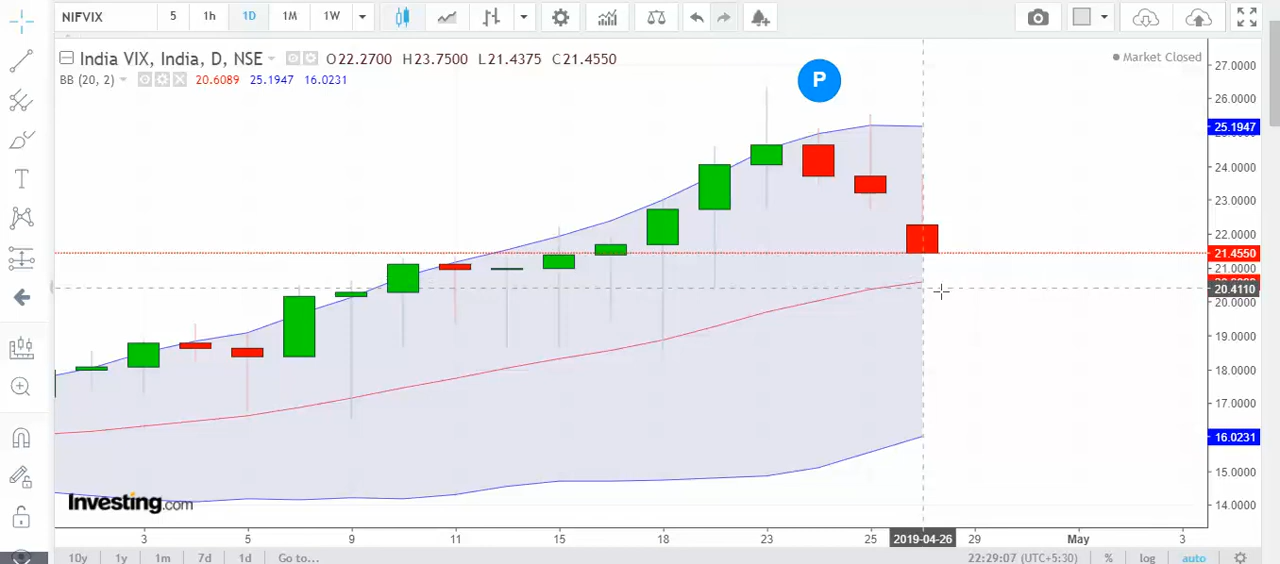 NIFVIX 5 1h 1D 1M 1W
India VIX, India, D, NSE O22.2700 H23.7500 L21.4375 C21.4550
Market Closed
BB (20, 2) 20.6089 25.1947 16.0231
P
27.0000
26.0000
25.1947
24.0000
23.0000
22.0000
21.4550
21.0000
20.4110
20.0000
19.0000
18.0000
17.0000
16.0231
15.0000
14.0000
Investing.com
3 5 9 11 15 18 23 25 2019-04-26 29 May 3
10y 1y 1m 7d 1d Go to... 22:29:07 (UTC+5:30) % log auto